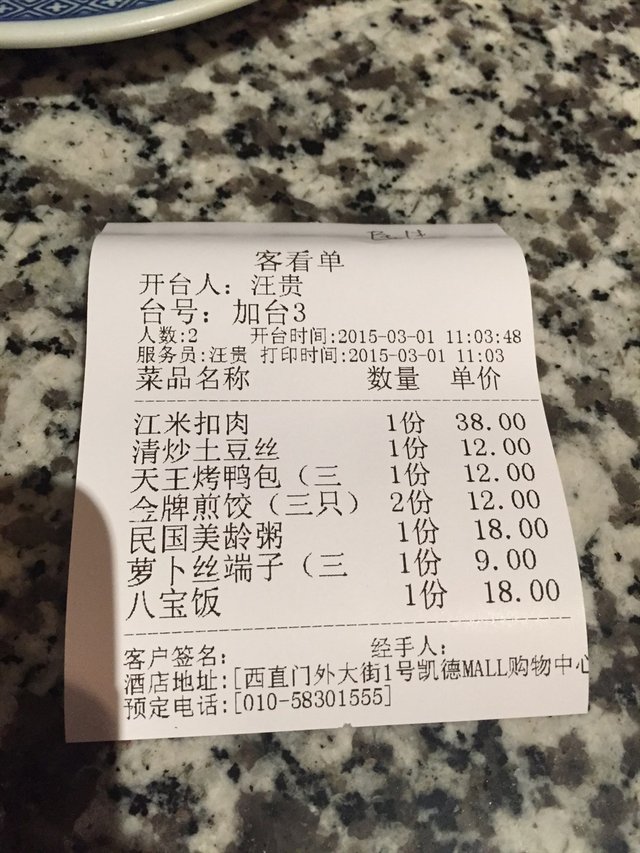 客看单
开台人: 汪贵
台号: 加台3
人数:2 开台时间:2015-03-01 11:03:48
服务员:汪贵 打印时间:2015-03-01 11:03
菜品名称 数量 单价
江米扣肉 1份 38.00
清炒土豆丝 1份 12.00
天王烤鸭包（三 1份 12.00
金牌煎饺（三只） 2份 12.00
民国美龄粥 1份 18.00
萝卜丝端子（三 1份 9.00
八宝饭 1份 18.00
客户签名: 经手人:
酒店地址:[西直门外大街1号凯德MALL购物中心
预定电话:[010-58301555]